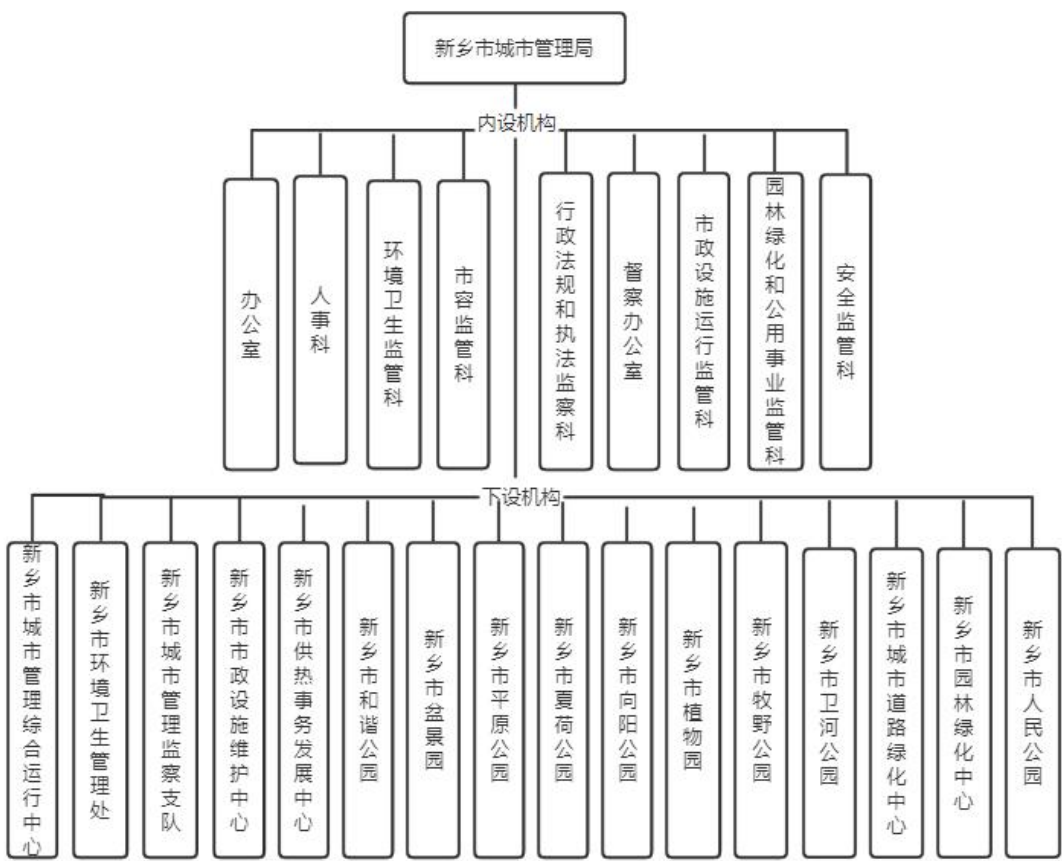 新乡市城市管理局
内设机构
办公室
人事科
环境卫生监管科
市容监管科
行政法规和执法监察科
督察办公室
市政设施运行监管科
园林绿化和公用事业监管科
安全监管科
下设机构
新乡市城市管理综合运行中心
新乡市环境卫生管理处
新乡市城市管理监察支队
新乡市市政设施维护中心
新乡市供热事务发展中心
新乡市和谐公园
新乡市盆景园
新乡市平原公园
新乡市夏荷公园
新乡市向阳公园
新乡市植物园
新乡市牧野公园
新乡市卫河公园
新乡市城市道路绿化中心
新乡市园林绿化中心
新乡市人民公园